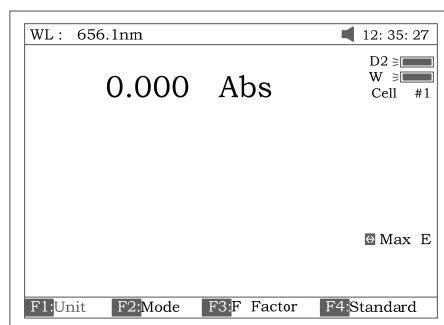 WL : 656.1nm 12: 35: 27
D2
0.000 Abs
W
Cell #1
Max E
F1:Unit F2:Mode F3:F Factor F4:Standard